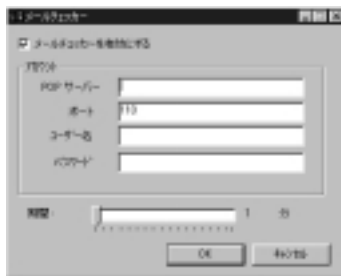 メールチェッカー
メールチェッカーを有効にする
アカウント
POP サーバー
ポート 110
ユーザー名
パスワード
間隔: 1 分
OK キャンセル